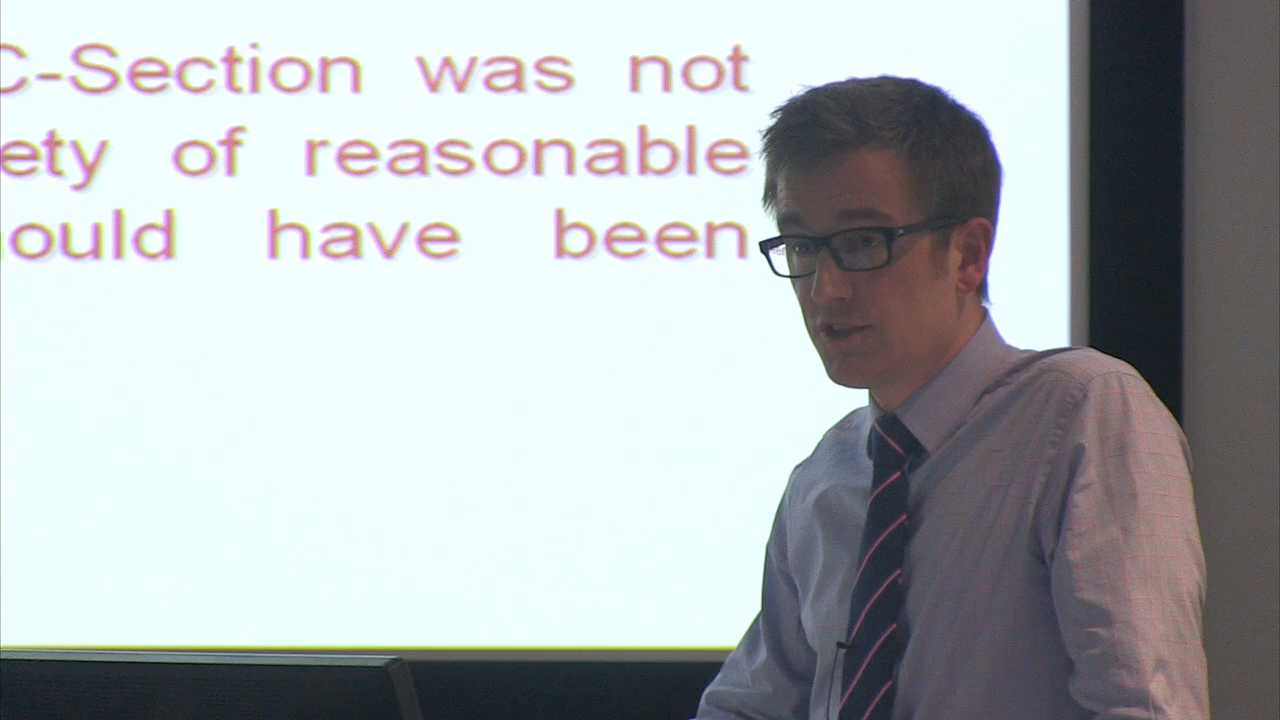 C-Section was not
ety of reasonable
ould have been